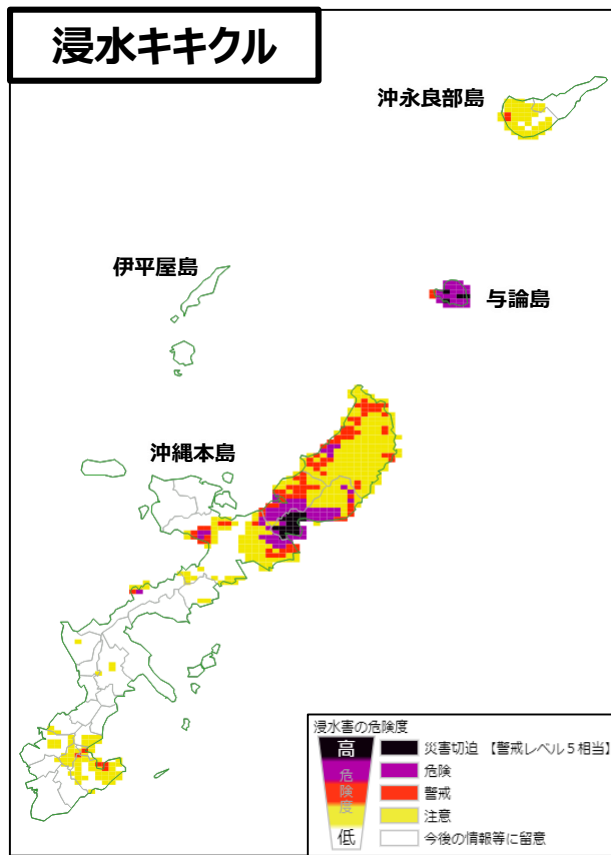 浸水キキクル
沖永良部島
伊平屋島
与論島
沖縄本島
浸水害の危険度
高
危険度
低
災害切迫 【警戒レベル５相当】
危険
警戒
注意
今後の情報等に留意